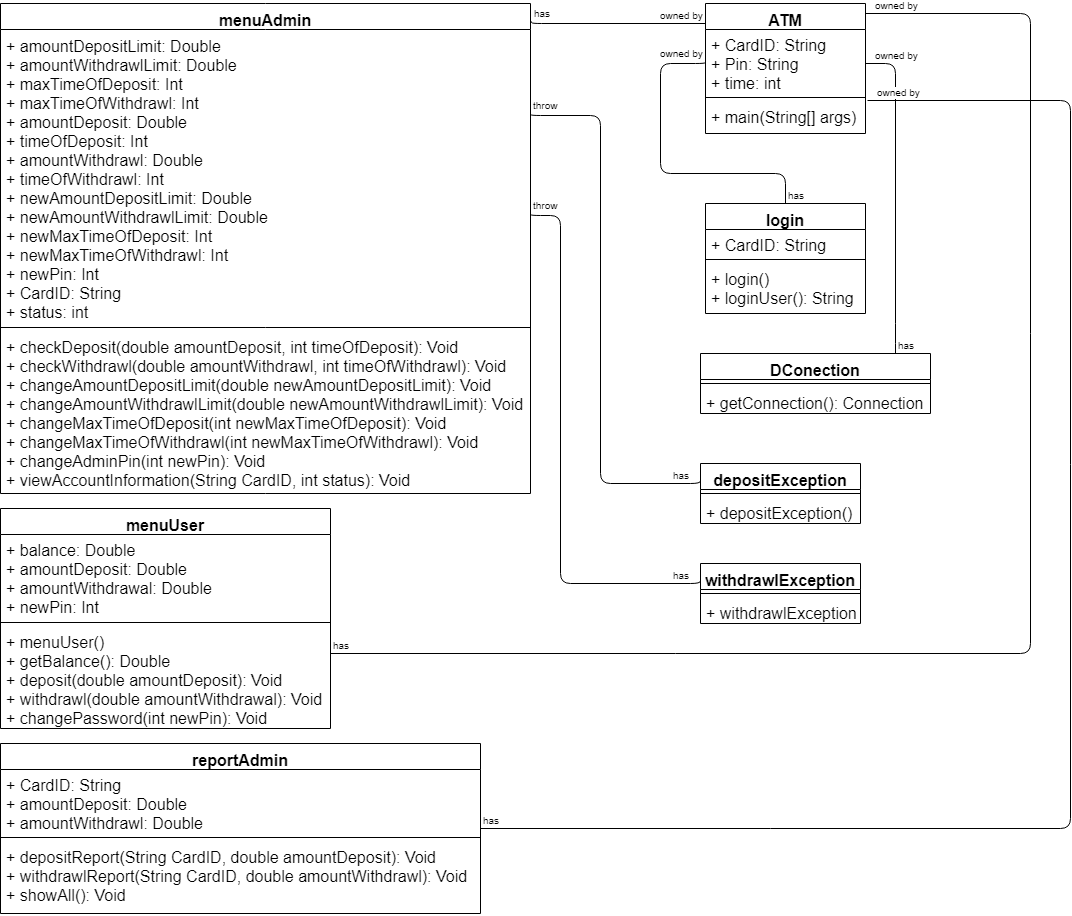 menuAdmin
+ amountDepositLimit: Double
+ amountWithdrawlLimit: Double
+ maxTimeOfDeposit: Int
+ maxTimeOfWithdrawl: Int
+ amountDeposit: Double
+ timeOfDeposit: Int
+ amountWithdrawl: Double
+ timeOfWithdrawl: Int
+ newAmountDepositLimit: Double
+ newAmountWithdrawlLimit: Double
+ newMaxTimeOfDeposit: Int
+ newMaxTimeOfWithdrawl: Int
+ newPin: Int
+ CardID: String
+ status: int
+ checkDeposit(double amountDeposit, int timeOfDeposit): Void
+ checkWithdrawl(double amountWithdrawl, int timeOfWithdrawl): Void
+ changeAmountDepositLimit(double newAmountDepositLimit): Void
+ changeAmountWithdrawlLimit(double newAmountWithdrawlLimit): Void
+ changeMaxTimeOfDeposit(int newMaxTimeOfDeposit): Void
+ changeMaxTimeOfWithdrawl(int newMaxTimeOfWithdrawl): Void
+ changeAdminPin(int newPin): Void
+ viewAccountInformation(String CardID, int status): Void
has
owned by
throw
throw
ATM
+ CardID: String
+ Pin: String
+ time: int
+ main(String[] args)
owned by
owned by
owned by
owned by
has
login
+ CardID: String
+ login()
+ loginUser(): String
has
DConection
+ getConnection(): Connection
has
depositException
+ depositException()
has
withdrawlException
+ withdrawlException
menuUser
+ balance: Double
+ amountDeposit: Double
+ amountWithdrawal: Double
+ newPin: Int
+ menuUser()
+ getBalance(): Double
+ deposit(double amountDeposit): Void
+ withdrawl(double amountWithdrawal): Void
+ changePassword(int newPin): Void
has
reportAdmin
+ CardID: String
+ amountDeposit: Double
+ amountWithdrawl: Double
+ depositReport(String CardID, double amountDeposit): Void
+ withdrawlReport(String CardID, double amountWithdrawl): Void
+ showAll(): Void
has